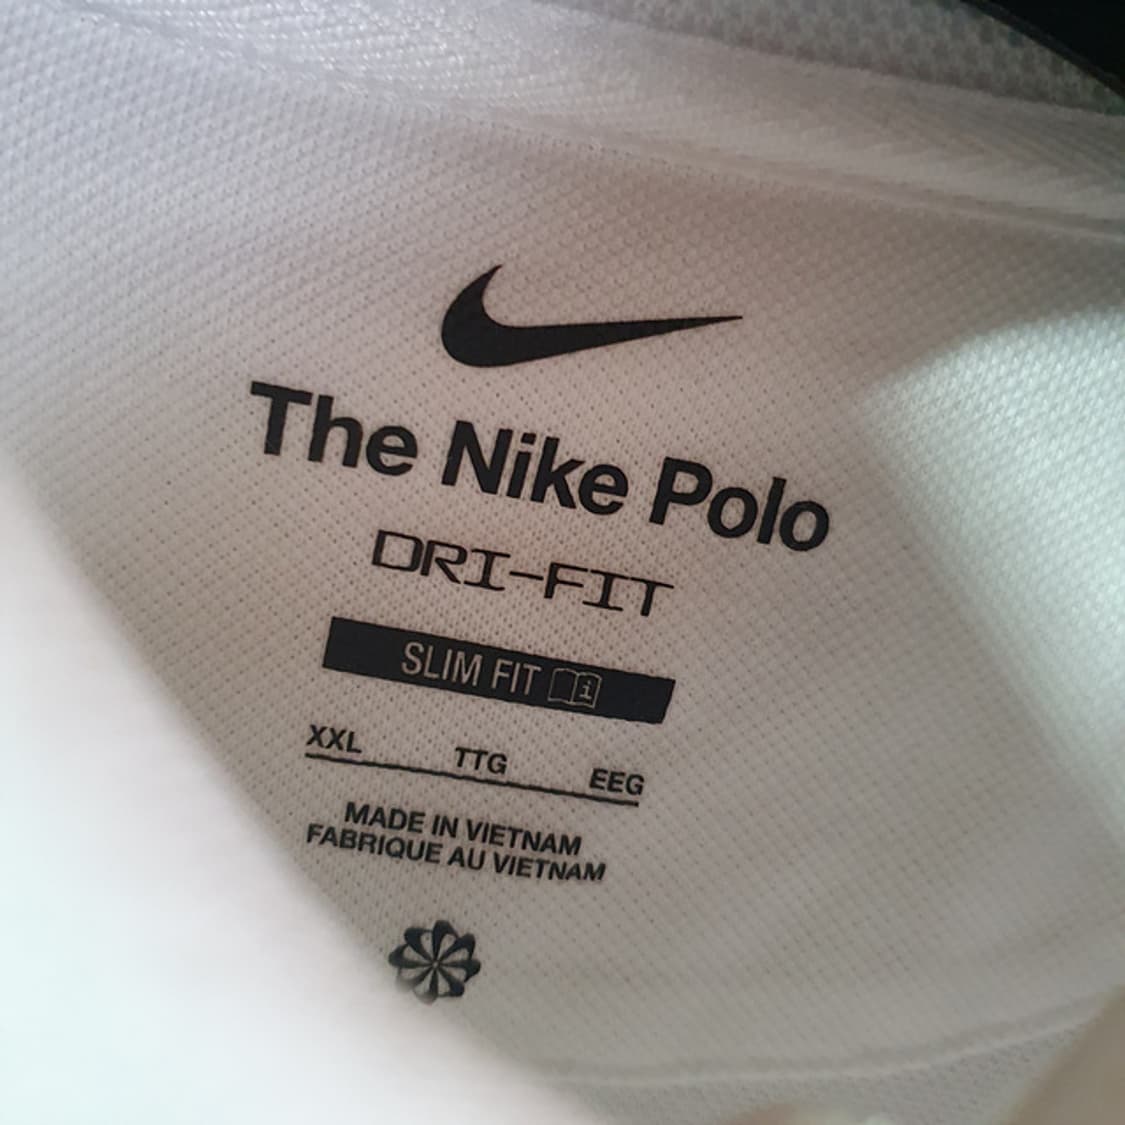 The Nike Polo
DRI-FIT
SLIM FIT i
XXL TTG EEG
MADE IN VIETNAM
FABRIQUE AU VIETNAM